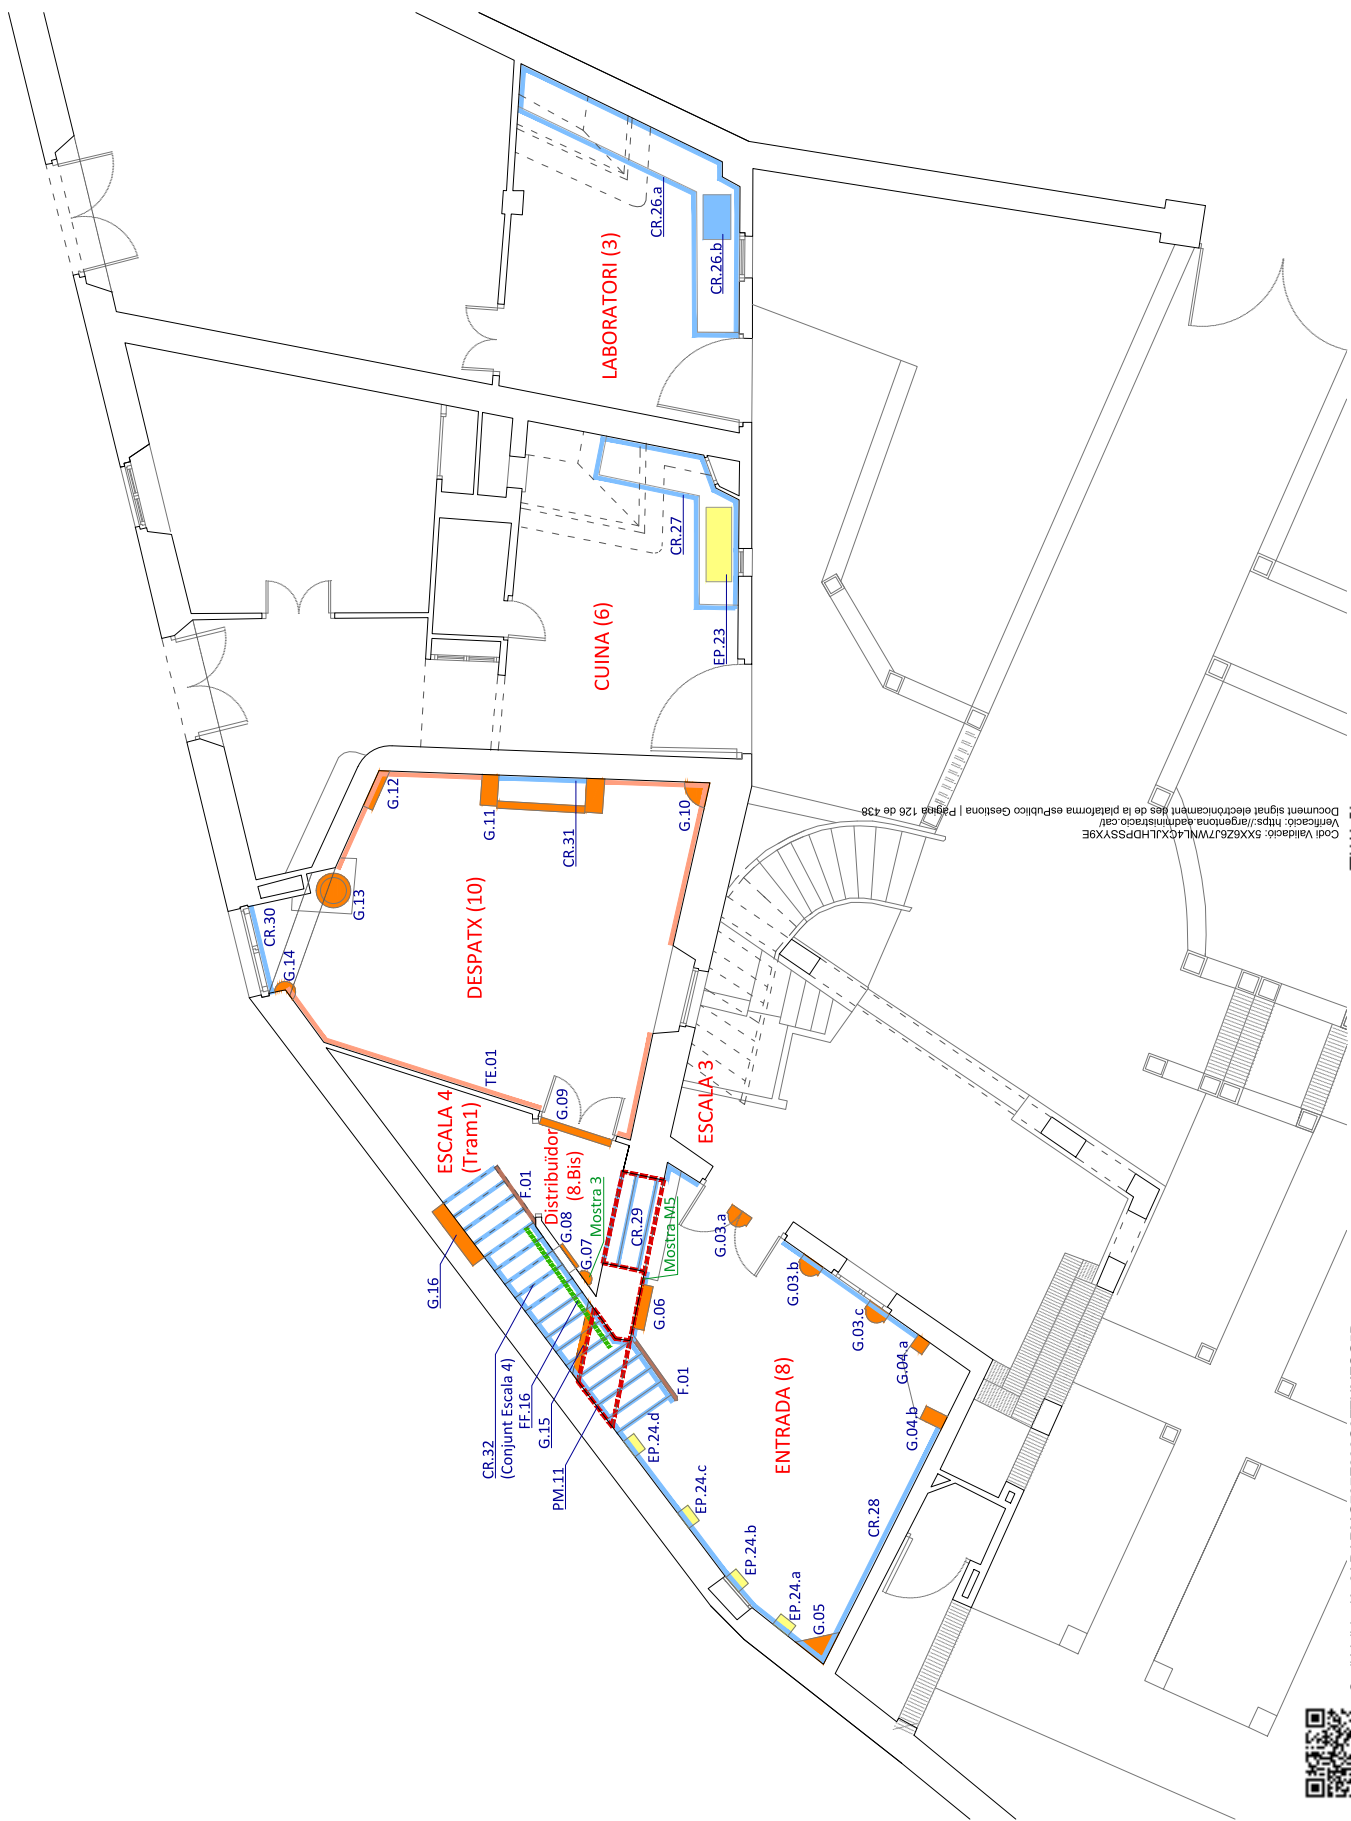 LABORATORI (3)
CR.26.a
CR.26.b
CUINA (6)
CR.27
EP.23
DESPATX (10)
G.12
G.11
CR.31
G.10
G.13
CR.30
G.14
TE.01
G.09
ESCALA 3
ESCALA 4
(Tram1)
Distribuïdor
(8.Bis)
F.01
G.08
G.07
Mostra 3
CR.29
Mostra M5
G.16
G.06
CR.32
(Conjunt Escala 4)
FF.16
G.15
PM.11
F.01
G.03.a
G.03.b
G.03.c
G.04.a
G.04.b
ENTRADA (8)
EP.24.d
EP.24.c
EP.24.b
EP.24.a
G.05
CR.28
Codi Validació: 5XX6Z6J7WNL4CXJLHDPSSYX9E
Verificació: https://argentona.eadministracio.cat/
Document signat electrònicament des de la plataforma esPublico Gestiona | Pàgina 126 de 438